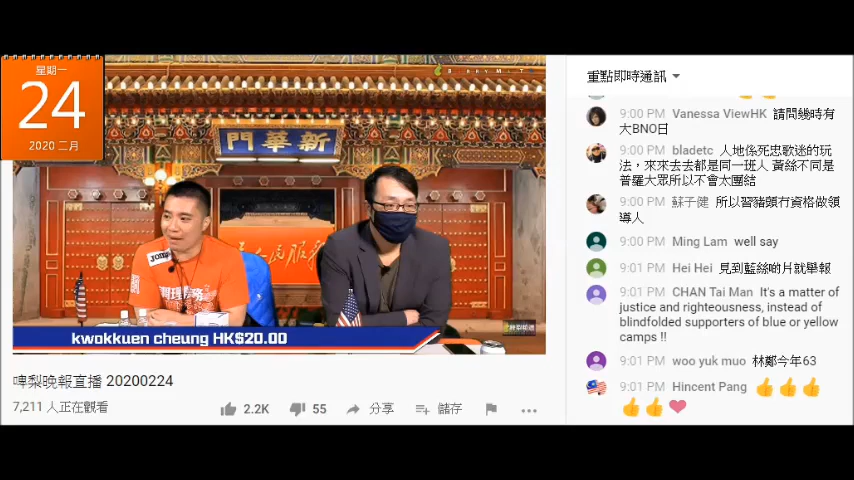 星期一
24
2020 二月
新華門
kwokkuen cheung HK$20.00
啤梨晚報直播 20200224
7,211 人正在觀看
2.2K
55
分享
儲存
重點即時通訊
9:00 PM Vanessa ViewHK 請問幾時有
大BNO日
9:00 PM bladetc 人地係死忠歌迷的玩
法，來來去去都是同一班人 黃絲不同是
普羅大眾所以不會太團結
9:00 PM 蘇子健 所以習豬頗冇資格做領
導人
9:00 PM Ming Lam well say
9:01 PM Hei Hei 見到藍絲啲片就舉報
9:01 PM CHAN Tai Man It's a matter of
justice and righteousness, instead of
blindfolded supporters of blue or yellow
camps !!
9:01 PM woo yuk muo 林鄭今年63
9:01 PM Hincent Pang